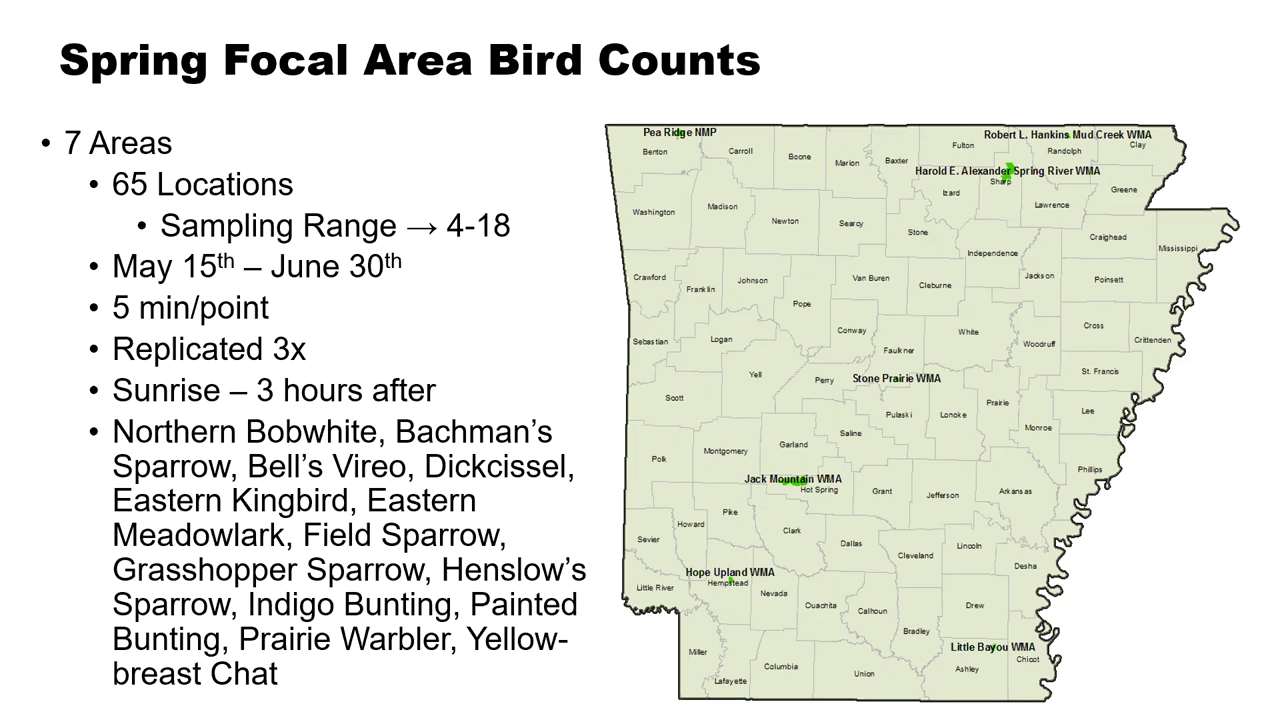 Spring Focal Area Bird Counts
• 7 Areas
• 65 Locations
• Sampling Range → 4-18
• May 15th – June 30th
• 5 min/point
• Replicated 3x
• Sunrise – 3 hours after
• Northern Bobwhite, Bachman’s
Sparrow, Bell’s Vireo, Dickcissel,
Eastern Kingbird, Eastern
Meadowlark, Field Sparrow,
Grasshopper Sparrow, Henslow’s
Sparrow, Indigo Bunting, Painted
Bunting, Prairie Warbler, Yellow-
breast Chat
Pea Ridge NMP
Robert L. Hankins Mud Creek WMA
Benton
Carroll
Boone
Marion
Baxter
Fulton
Randolph
Clay
Harold E. Alexander Spring River WMA
Sharp
Izard
Greene
Washington
Madison
Newton
Searcy
Stone
Lawrence
Independence
Craighead
Mississippi
Crawford
Franklin
Johnson
Van Buren
Cleburne
Jackson
Poinsett
Pope
Sebastian
Logan
Conway
White
Faulkner
Woodruff
Cross
Crittenden
Yell
Perry
Stone Prairie WMA
St. Francis
Scott
Pulaski
Lonoke
Prairie
Lee
Monroe
Saline
Garland
Polk
Montgomery
Phillips
Jack Mountain WMA
Hot Spring
Grant
Jefferson
Arkansas
Howard
Pike
Clark
Sevier
Dallas
Cleveland
Lincoln
Desha
Hope Upland WMA
Hempstead
Little River
Nevada
Ouachita
Calhoun
Drew
Bradley
Little Bayou WMA
Miller
Columbia
Union
Ashley
Chicot
Lafayette